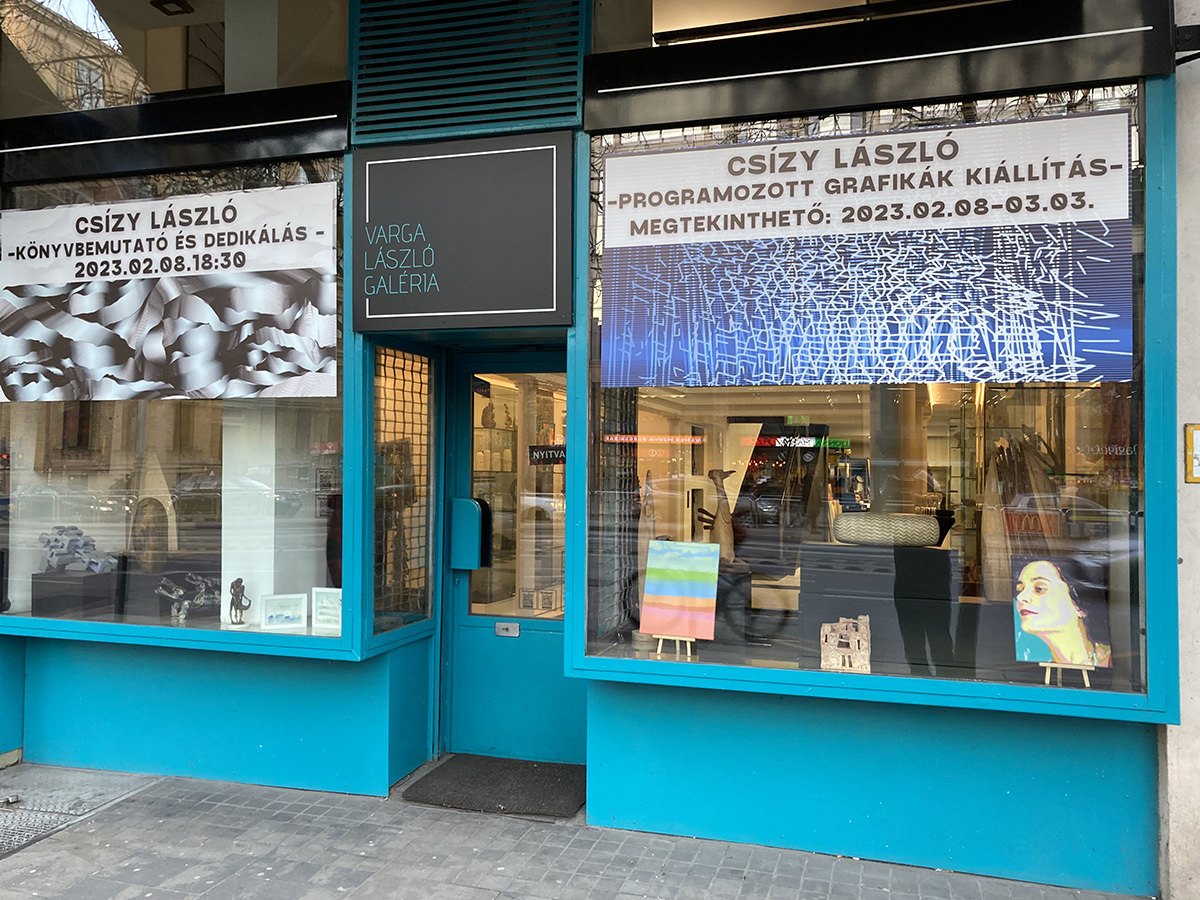 CSÍZY LÁSZLÓ
-KÖNYVBEMUTATÓ ÉS DEDIKÁLÁS -
2023.02.08.18:30
VARGA
LÁSZLÓ
GALÉRIA
CSÍZY LÁSZLÓ
-PROGRAMOZOTT GRAFIKÁK KIÁLLÍTÁS-
MEGTEKINTHETŐ: 2023.02.08-03.03.
NYITVA